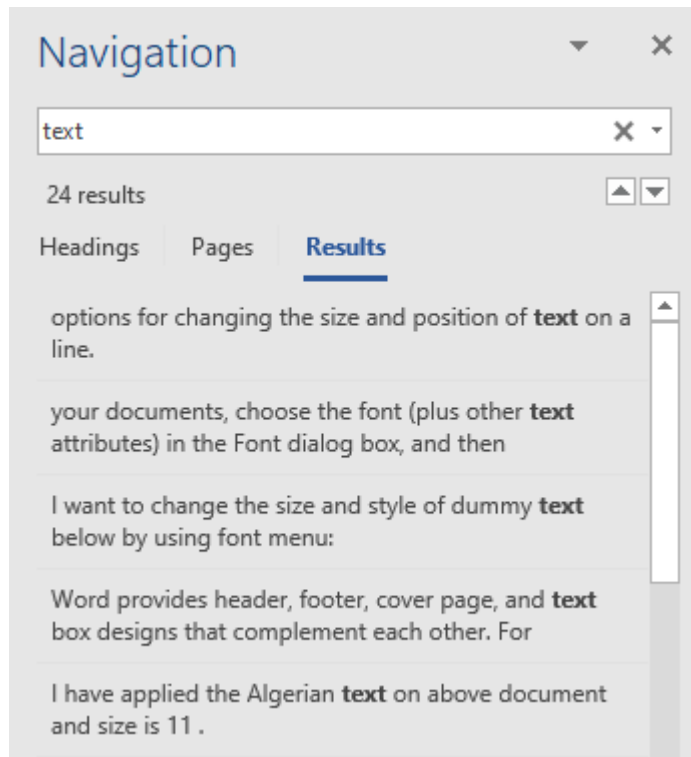 Navigation
text
24 results
Headings Pages Results
options for changing the size and position of text on a
line.
your documents, choose the font (plus other text
attributes) in the Font dialog box, and then
I want to change the size and style of dummy text
below by using font menu:
Word provides header, footer, cover page, and text
box designs that complement each other. For
I have applied the Algerian text on above document
and size is 11 .